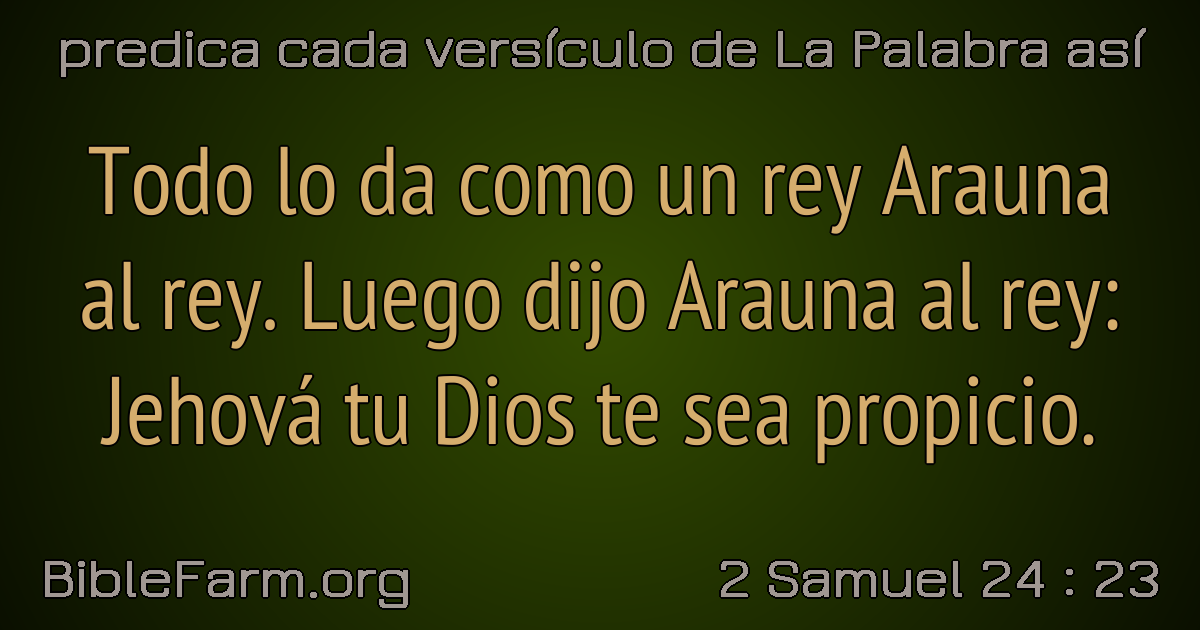 predica cada versículo de La Palabra así
Todo lo da como un rey Arauna
al rey. Luego dijo Arauna al rey:
Jehová tu Dios te sea propicio.
BibleFarm.org
2 Samuel 24 : 23